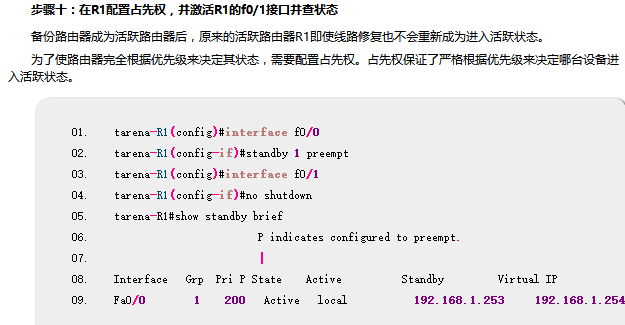 步骤十：在R1配置占先权，并激活R1的f0/1接口并查状态
备份路由器成为活跃路由器后，原来的活跃路由器R1即使线路修复也不会重新成为进入活跃状态。
为了使路由器完全根据优先级来决定其状态，需要配置占先权。占先权保证了严格根据优先级来决定哪台设备进
入活跃状态。
01. tarena-R1(config)#interface f0/0
02. tarena-R1(config-if)#standby 1 preempt
03. tarena-R1(config)#interface f0/1
04. tarena-R1(config-if)#no shutdown
05. tarena-R1#show standby brief
06. P indicates configured to preempt.
07. |
08. Interface Grp Pri P State Active Standby Virtual IP
09. Fa0/0 1 200 Active local 192.168.1.253 192.168.1.254